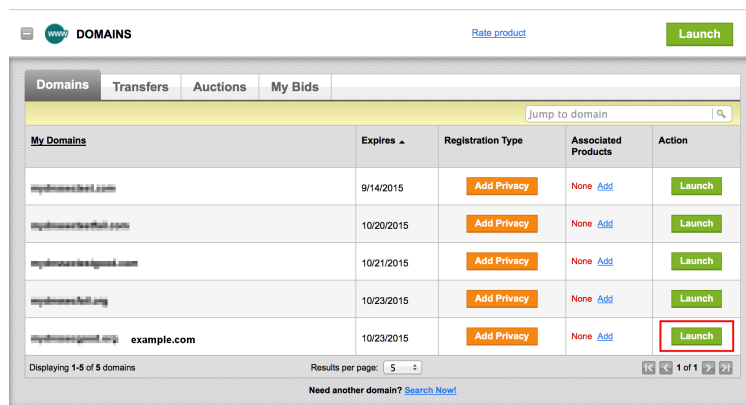 www DOMAINS Rate product Launch
Domains Transfers Auctions My Bids
Jump to domain
My Domains Expires Registration Type Associated Products Action
9/14/2015 Add Privacy None Add Launch
10/20/2015 Add Privacy None Add Launch
10/21/2015 Add Privacy None Add Launch
10/23/2015 Add Privacy None Add Launch
example.com 10/23/2015 Add Privacy None Add Launch
Displaying 1-5 of 5 domains Results per page: 5 1 of 1
Need another domain? Search Now!